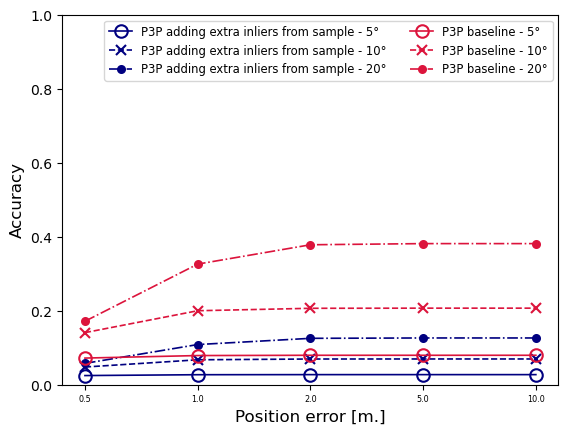 1.0
0.8
0.6
0.4
0.2
0.0
Accuracy
P3P adding extra inliers from sample - 5°
P3P adding extra inliers from sample - 10°
P3P adding extra inliers from sample - 20°
P3P baseline - 5°
P3P baseline - 10°
P3P baseline - 20°
0.5 1.0 2.0 5.0 10.0
Position error [m.]